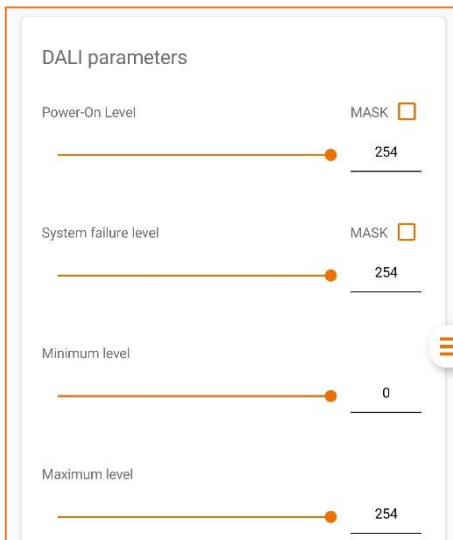 DALI parameters
Power-On Level MASK
254
System failure level MASK
254
Minimum level
0
Maximum level
254